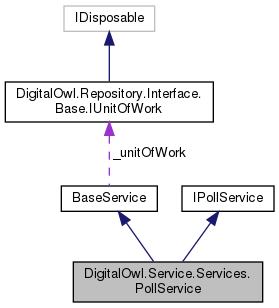 IDisposable
DigitalOwl.Repository.Interface.
Base.IUnitOfWork
_unitOfWork
BaseService
IPollService
DigitalOwl.Service.Services.
PollService